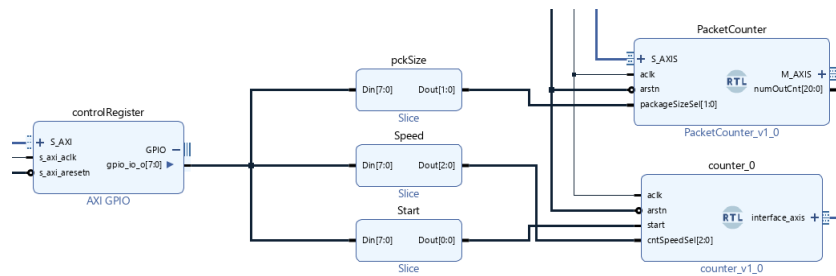 controlRegister
S_AXI
s_axi_aclk
s_axi_aresetn
GPIO
gpio_io_o[7:0]
AXI GPIO
pckSize
Din[7:0] Dout[1:0]
Slice
Speed
Din[7:0] Dout[2:0]
Slice
Start
Din[7:0] Dout[0:0]
Slice
PacketCounter
S_AXIS
aclk
arstn
packageSizeSel[1:0]
RTL
M_AXIS
numOutCnt[20:0]
PacketCounter_v1_0
counter_0
aclk
arstn
start
cntSpeedSel[2:0]
RTL
interface_axis
counter_v1_0